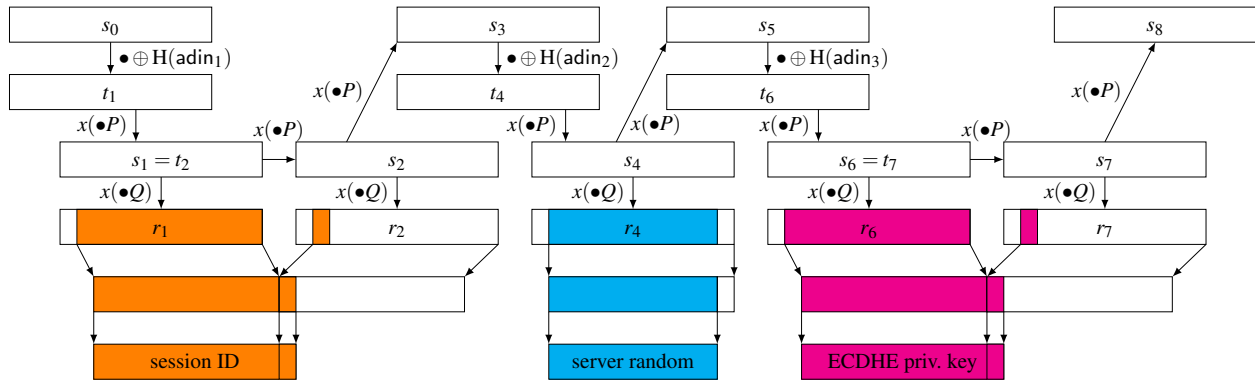 s₀ s₃ s₅ s₈
• ⊕ H(adin₁) • ⊕ H(adin₂) • ⊕ H(adin₃)
x(•P) x(•P) x(•P)
t₁ t₄ t₆
x(•P) x(•P) x(•P) x(•P) x(•P)
s₁ = t₂ s₂ s₄ s₆ = t₇ s₇
x(•Q) x(•Q) x(•Q) x(•Q) x(•Q)
r₁ r₂ r₄ r₆ r₇
session ID server random ECDHE priv. key